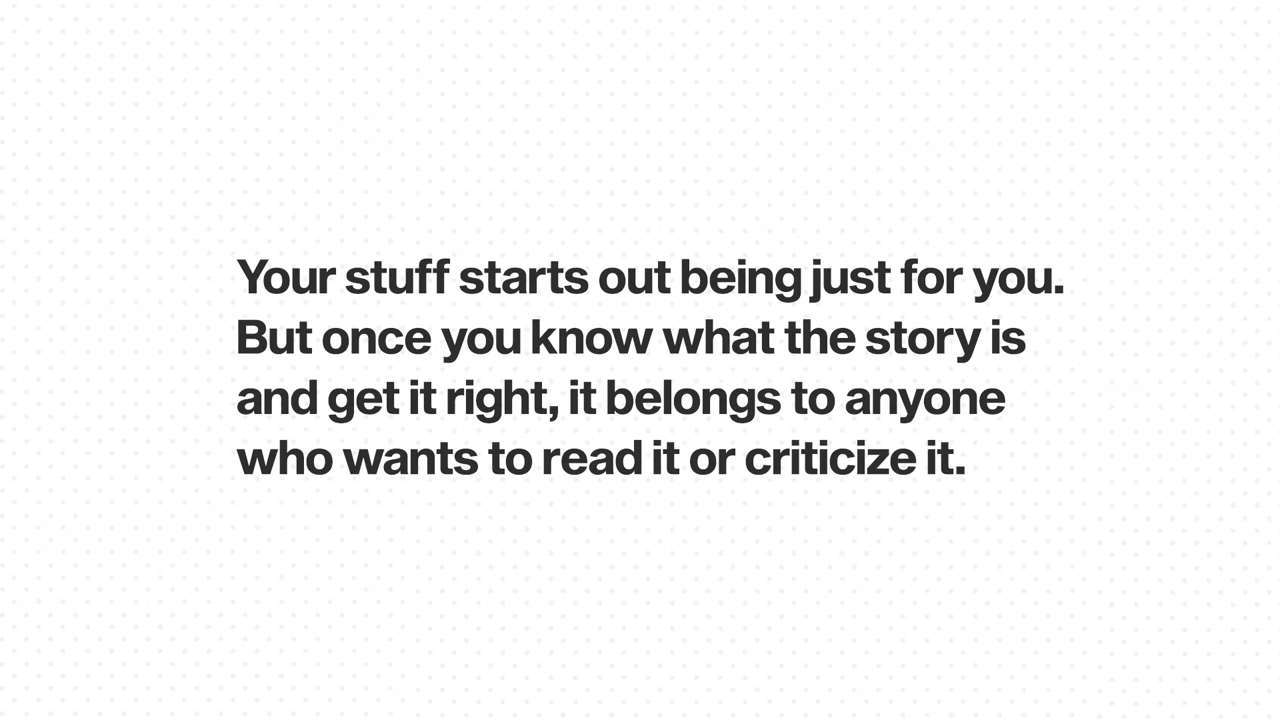 Your stuff starts out being just for you.
But once you know what the story is
and get it right, it belongs to anyone
who wants to read it or criticize it.